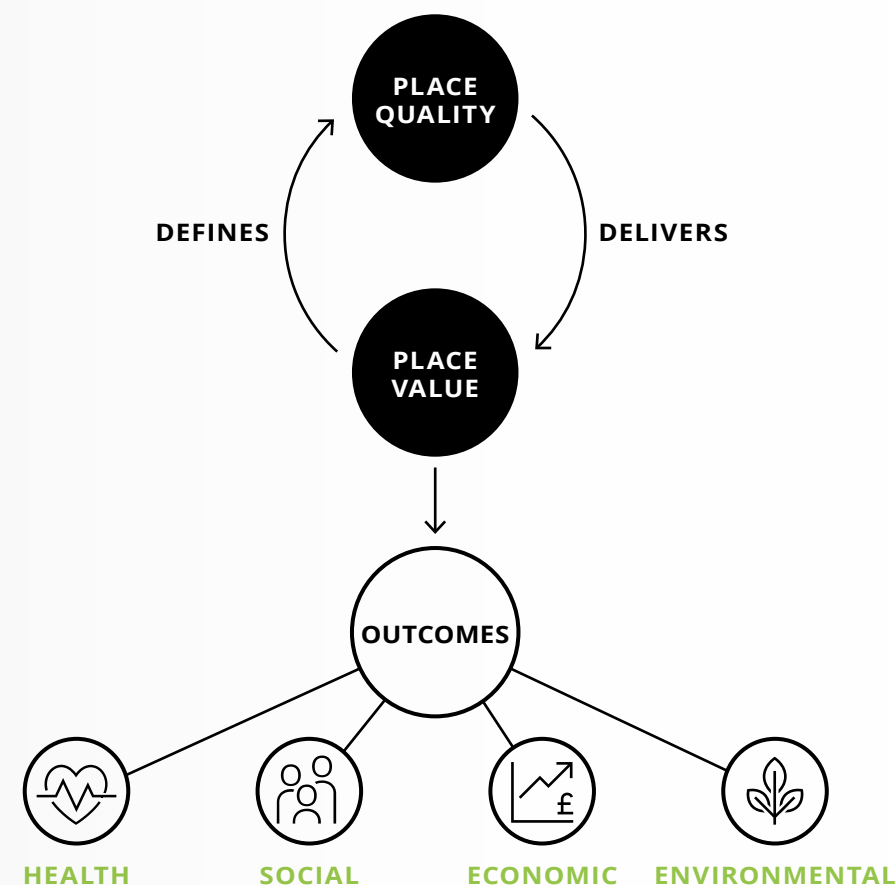 PLACE
QUALITY
DEFINES
DELIVERS
PLACE
VALUE
OUTCOMES
£
HEALTH
SOCIAL
ECONOMIC
ENVIRONMENTAL